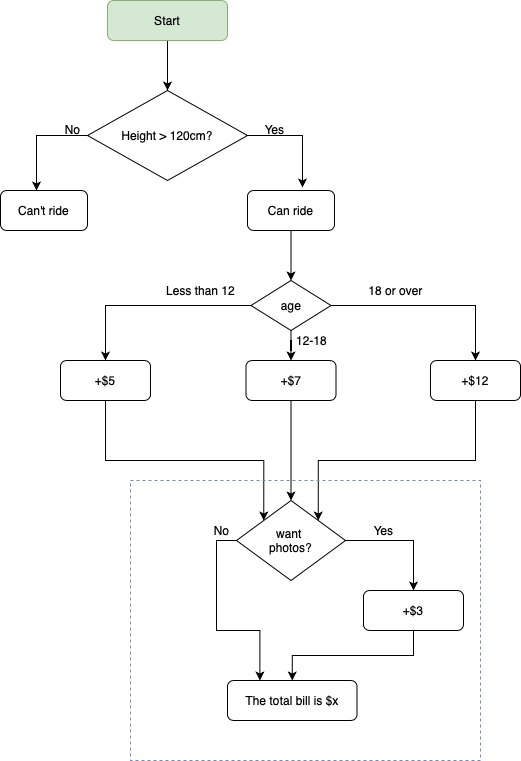 Start
Height > 120cm?
No
Yes
Can't ride
Can ride
Less than 12
age
18 or over
12-18
+$5
+$7
+$12
want
photos?
No
Yes
+$3
The total bill is $x